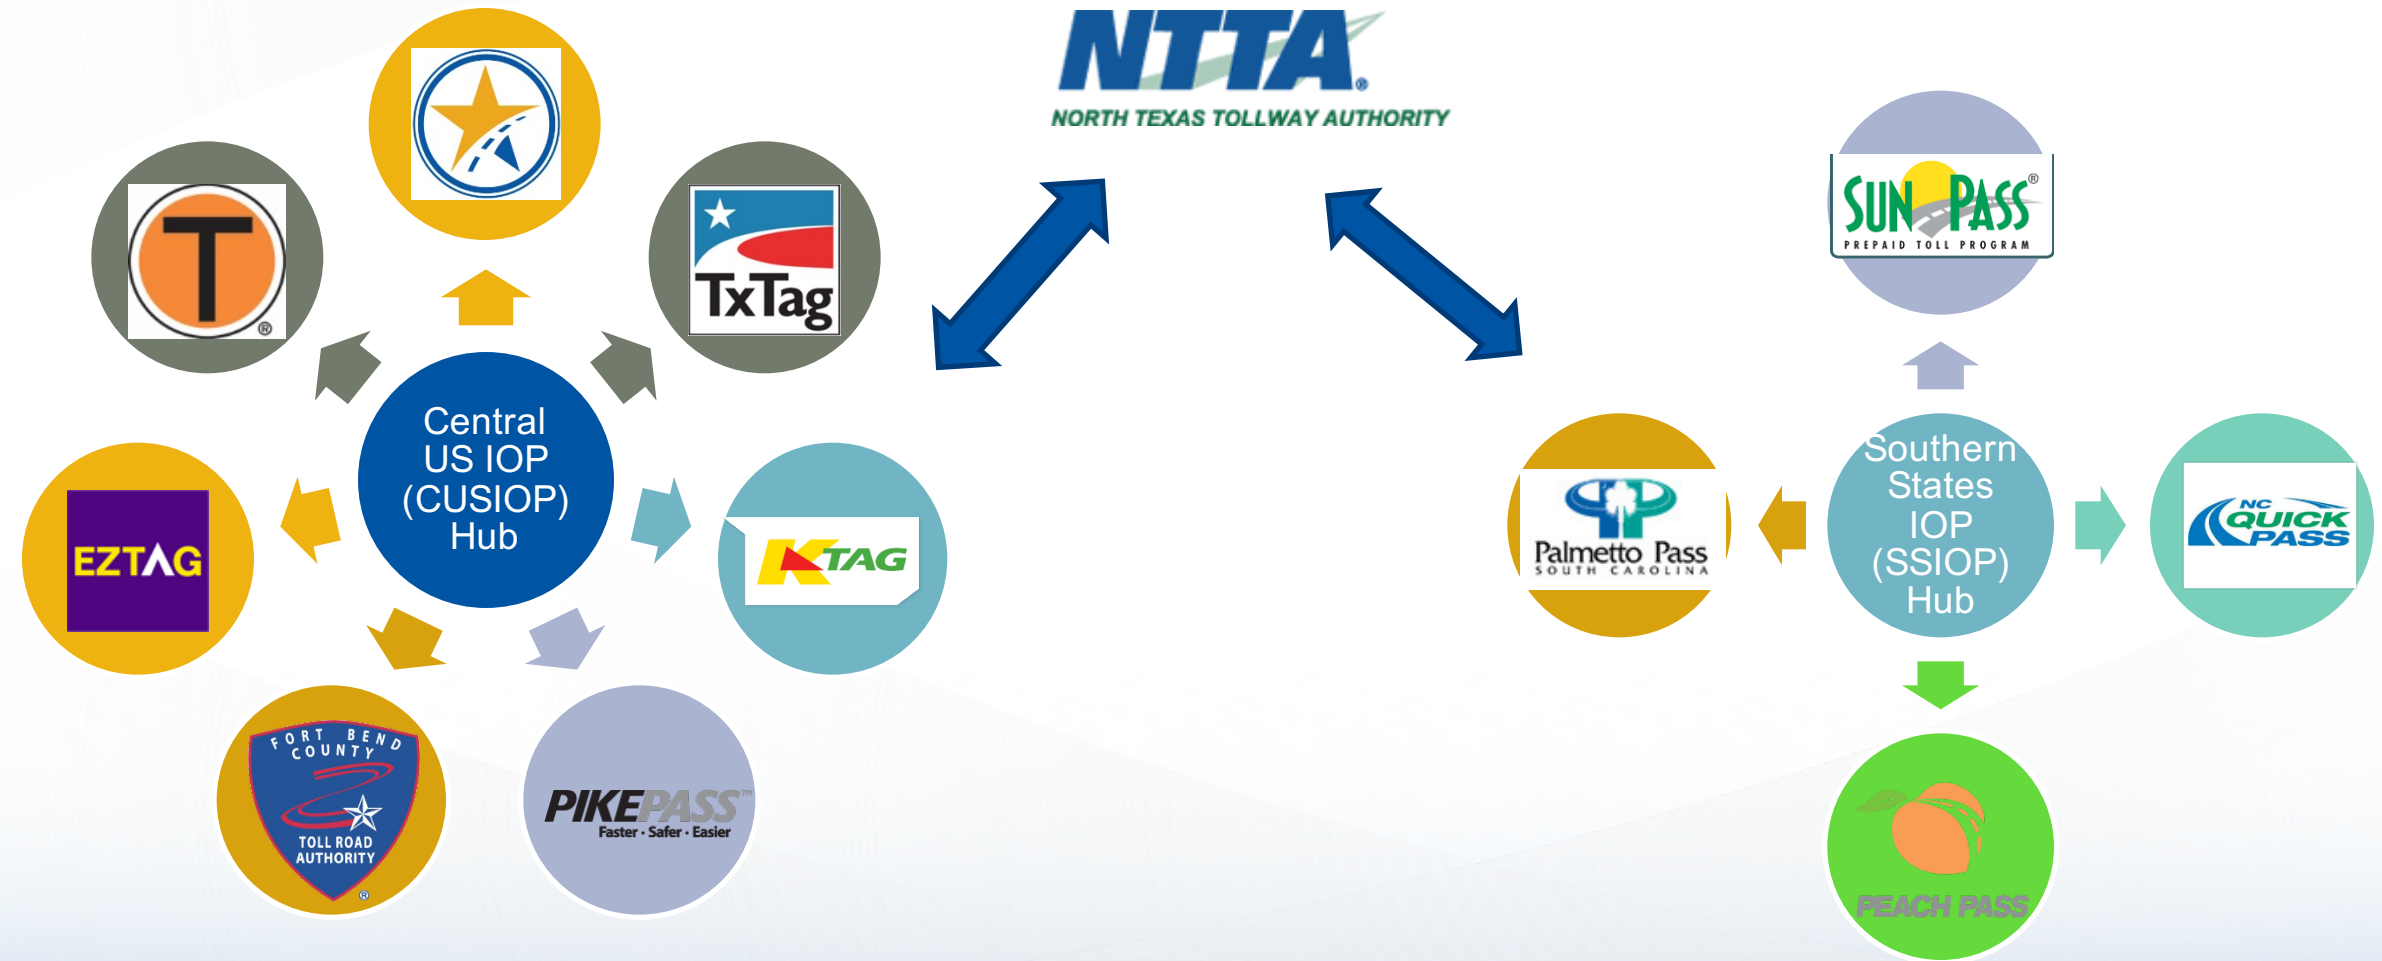 NTTA®
NORTH TEXAS TOLLWAY AUTHORITY
T
®
TxTag
Central
US IOP
(CUSIOP)
Hub
EZTAG
KTAG
FORT BEND
COUNTY
TOLL ROAD
AUTHORITY
®
PIKEPASS™
Faster · Safer · Easier
SUN PASS®
PREPAID TOLL PROGRAM
Palmetto Pass
SOUTH CAROLINA
Southern
States
IOP
(SSIOP)
Hub
NC
QUICK
PASS
PEACH PASS